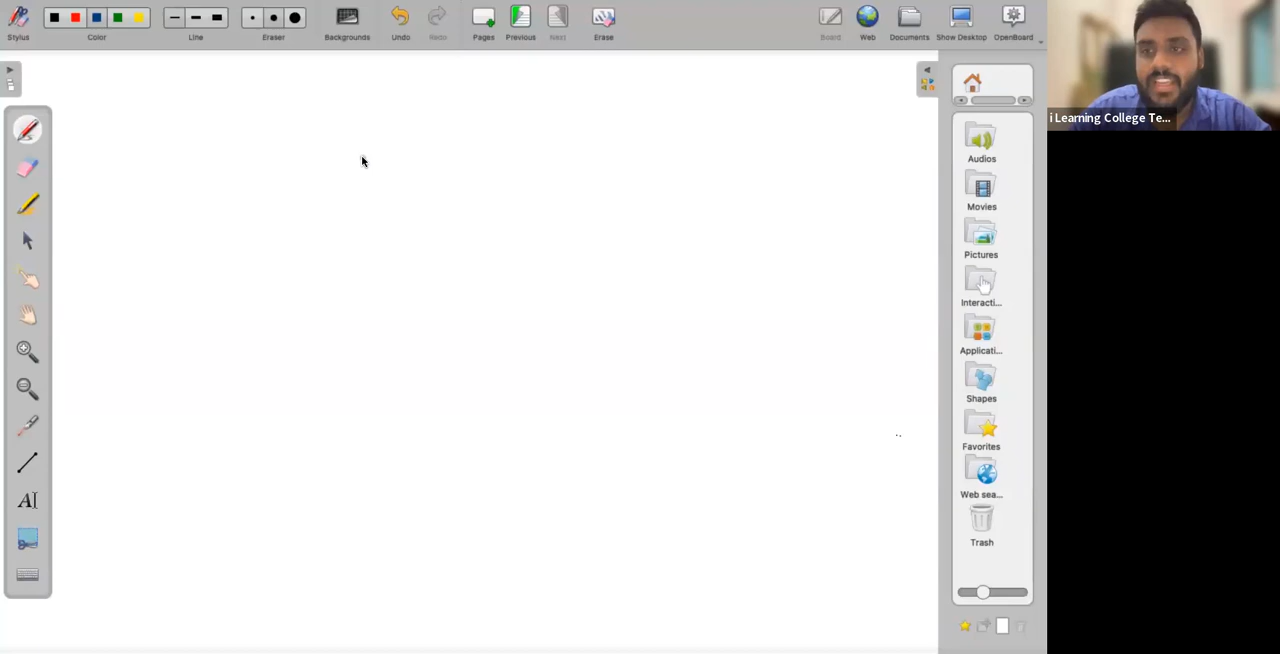 Stylus
Color
Line
Eraser
Backgrounds
Undo
Redo
Pages
Previous
Next
Erase
Board
Web
Documents
Show Desktop
OpenBoard
i Learning College Te...
Audios
Movies
Pictures
Interacti...
Applicati...
Shapes
Favorites
Web sea...
Trash
AI